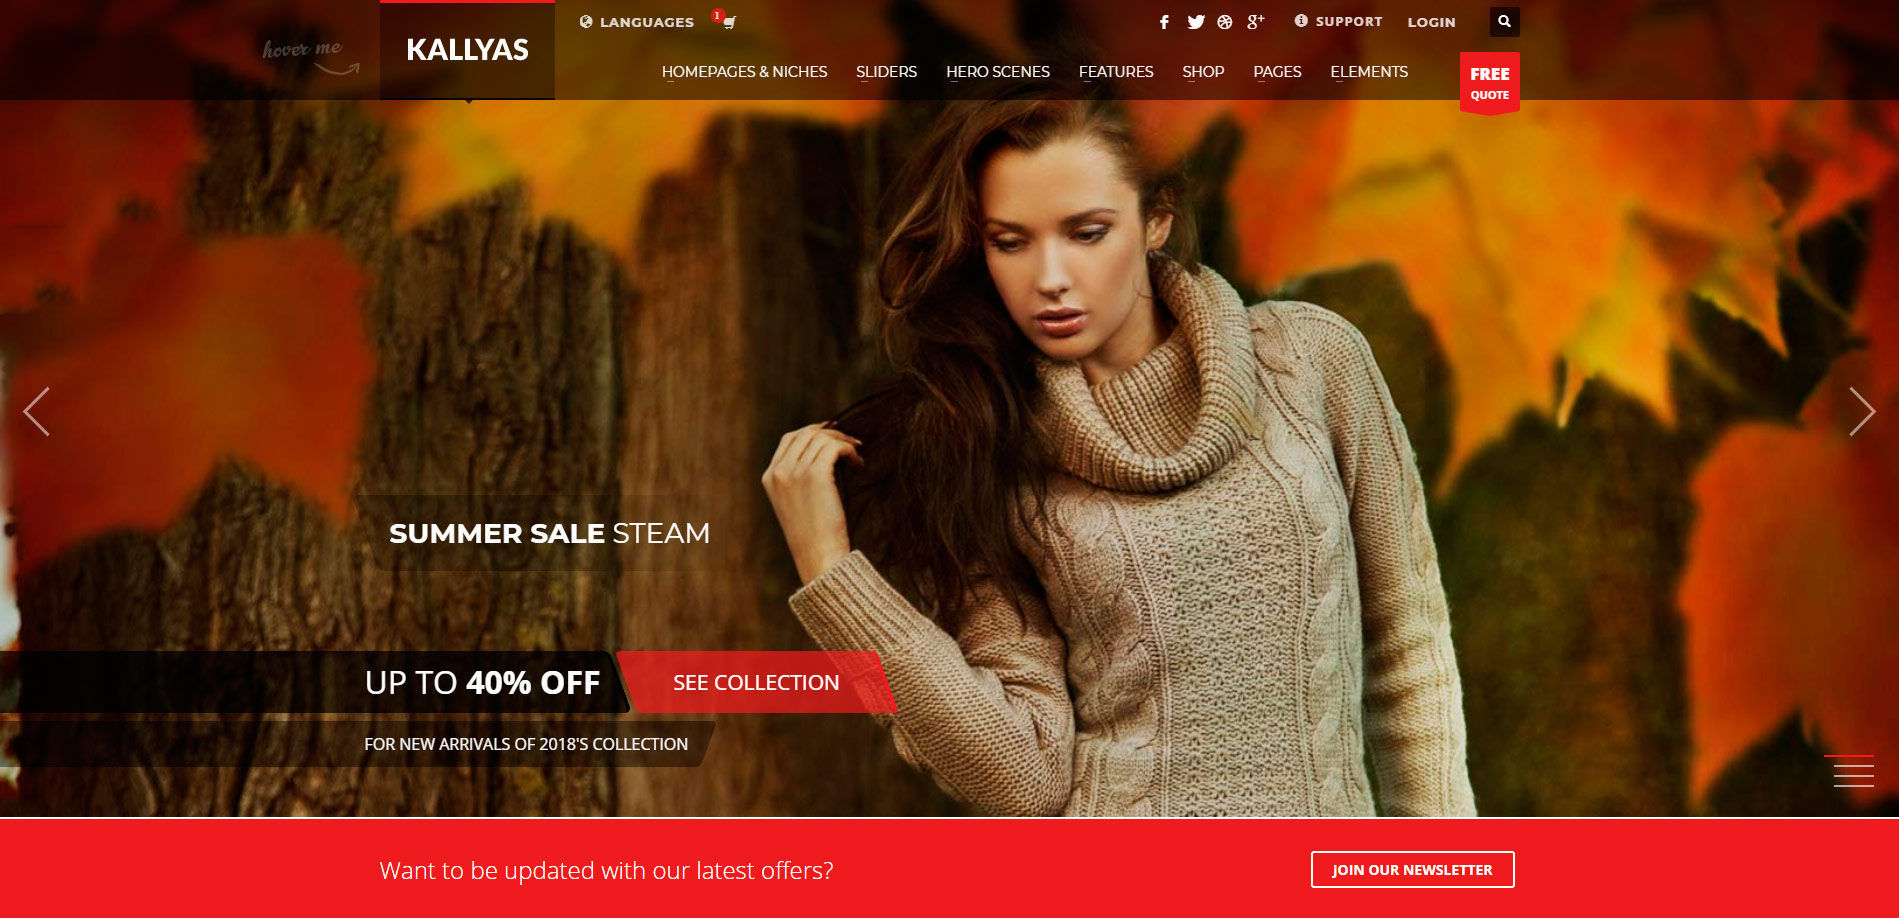 hover me
KALLYAS
LANGUAGES
1
SUPPORT
LOGIN
HOMEPAGES & NICHES
SLIDERS
HERO SCENES
FEATURES
SHOP
PAGES
ELEMENTS
FREE
QUOTE
SUMMER SALE STEAM
UP TO 40% OFF
SEE COLLECTION
FOR NEW ARRIVALS OF 2018'S COLLECTION
Want to be updated with our latest offers?
JOIN OUR NEWSLETTER